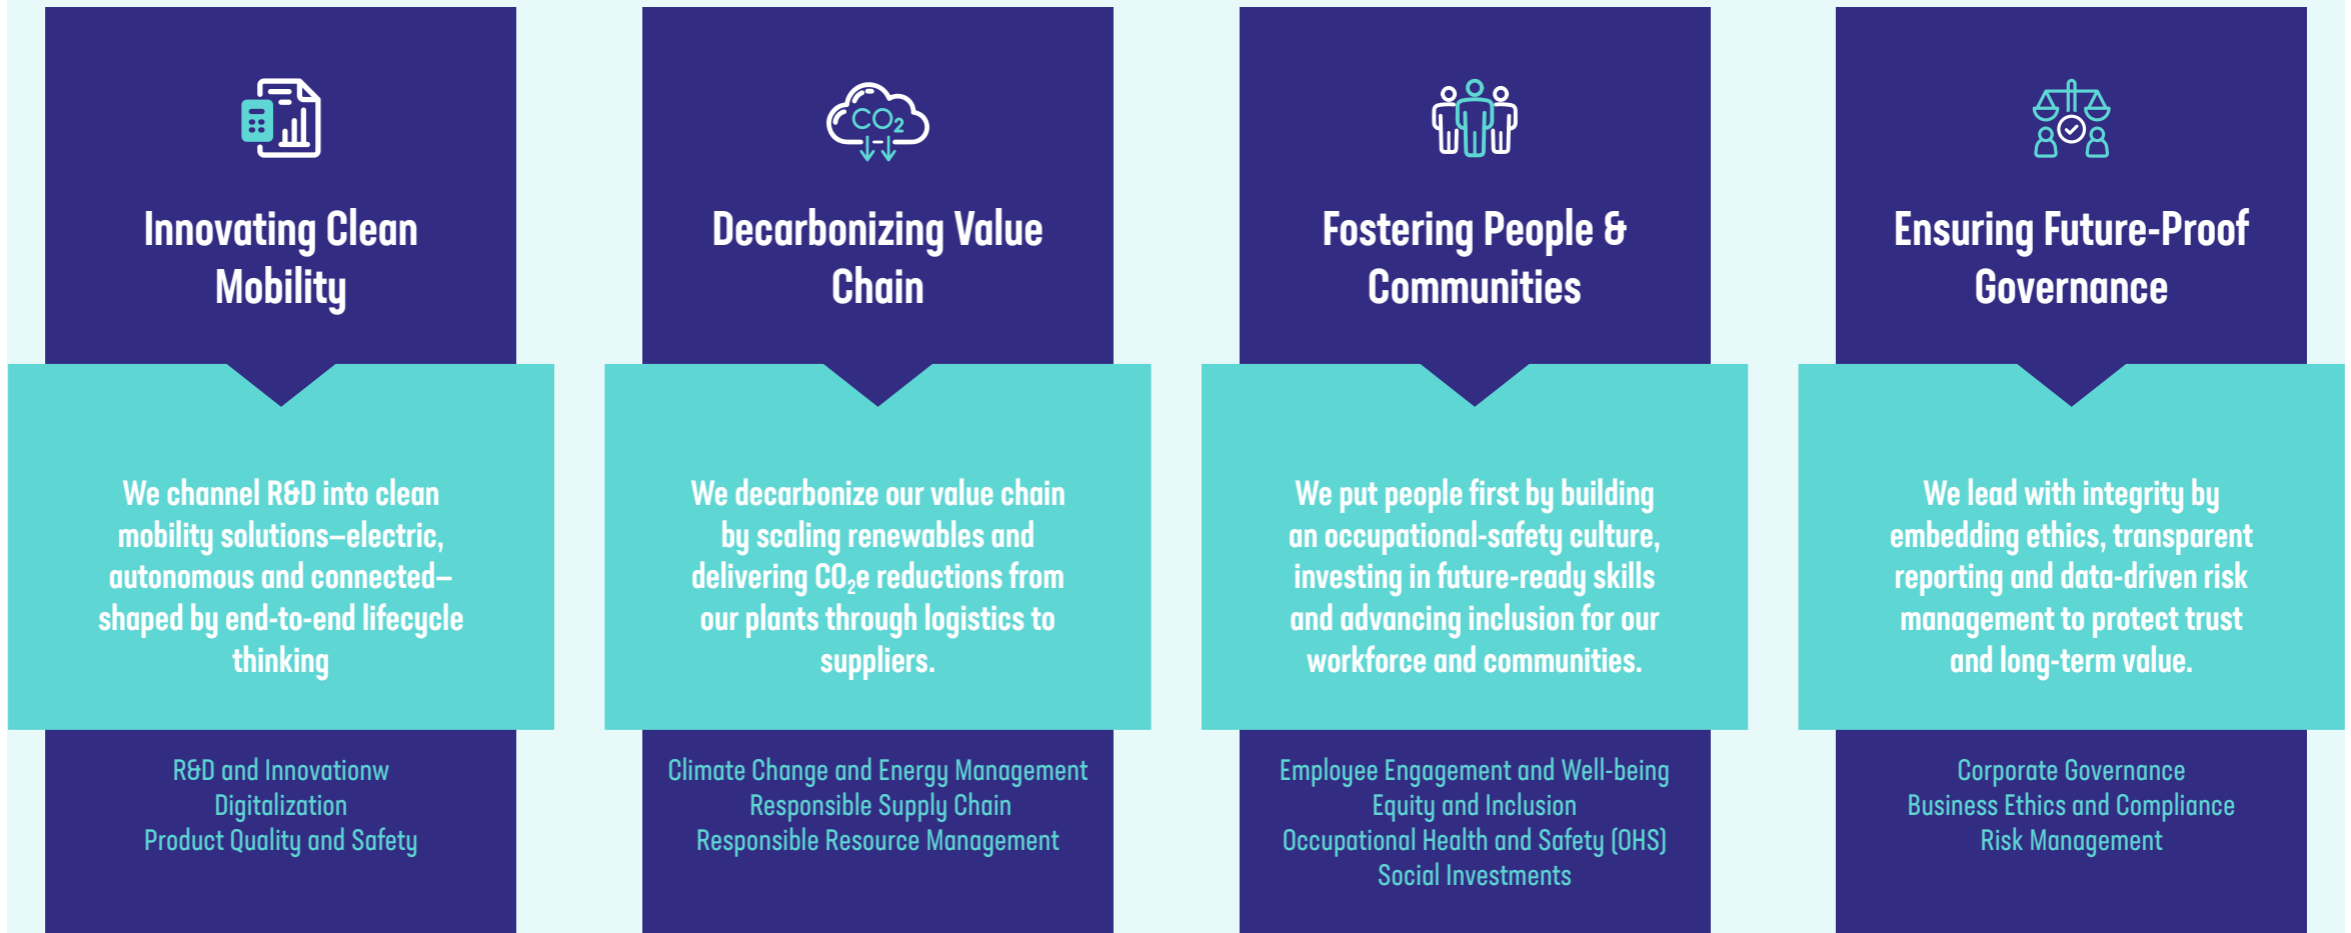 CO₂
Innovating Clean
Mobility
We channel R&D into clean
mobility solutions—electric,
autonomous and connected—
shaped by end-to-end lifecycle
thinking
R&D and Innovationw
Digitalization
Product Quality and Safety
Decarbonizing Value
Chain
We decarbonize our value chain
by scaling renewables and
delivering CO₂e reductions from
our plants through logistics to
suppliers.
Climate Change and Energy Management
Responsible Supply Chain
Responsible Resource Management
Fostering People &
Communities
We put people first by building
an occupational-safety culture,
investing in future-ready skills
and advancing inclusion for our
workforce and communities.
Employee Engagement and Well-being
Equity and Inclusion
Occupational Health and Safety (OHS)
Social Investments
Ensuring Future-Proof
Governance
We lead with integrity by
embedding ethics, transparent
reporting and data-driven risk
management to protect trust
and long-term value.
Corporate Governance
Business Ethics and Compliance
Risk Management